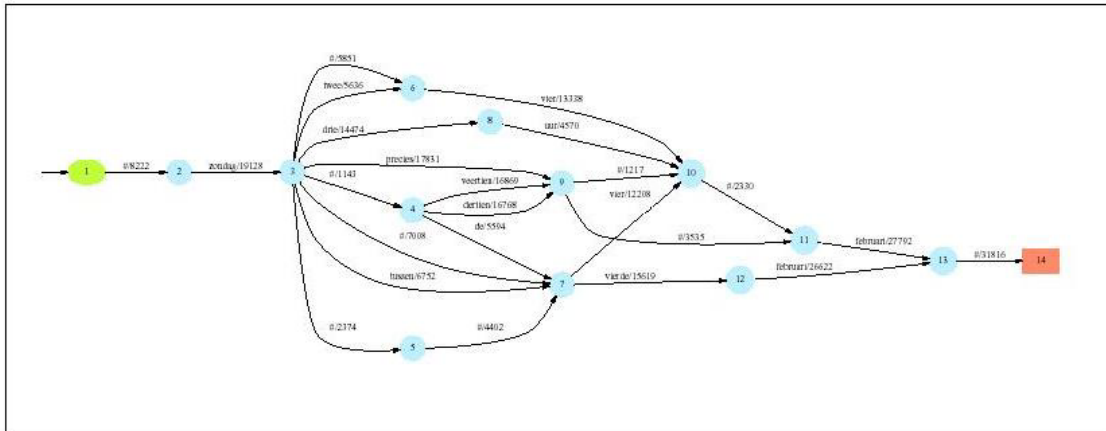 #/5851
twee/5636
6
vier/13338
drie/14474
8
uur/4570
precies/17831
#/1217
1
#/8222
2
zondag/19128
3
#/1143
veertien/16869
9
10
vier/12208
4
dertien/16768
de/5594
#/2330
#/7008
#/3535
11
februari/27792
tussen/6752
7
vierde/15619
12
februari/26622
13
#/31816
14
#/2374
5
#/4402